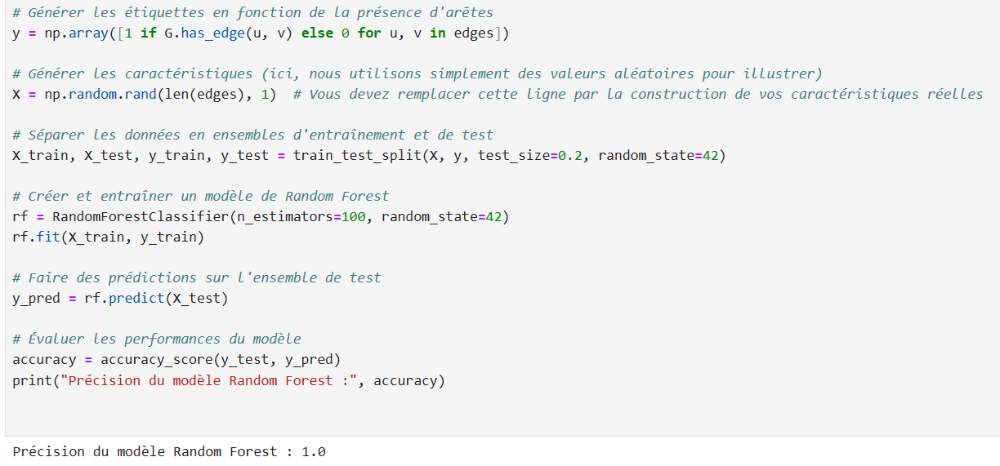 # Générer les étiquettes en fonction de la présence d'arêtes
y = np.array([1 if G.has_edge(u, v) else 0 for u, v in edges])
# Générer les caractéristiques (ici, nous utilisons simplement des valeurs aléatoires pour illustrer)
X = np.random.rand(len(edges), 1)  # Vous devez remplacer cette ligne par la construction de vos caractéristiques réelles
# Séparer les données en ensembles d'entraînement et de test
X_train, X_test, y_train, y_test = train_test_split(X, y, test_size=0.2, random_state=42)
# Créer et entraîner un modèle de Random Forest
rf = RandomForestClassifier(n_estimators=100, random_state=42)
rf.fit(X_train, y_train)
# Faire des prédictions sur l'ensemble de test
y_pred = rf.predict(X_test)
# Évaluer les performances du modèle
accuracy = accuracy_score(y_test, y_pred)
print("Précision du modèle Random Forest :", accuracy)
Précision du modèle Random Forest : 1.0